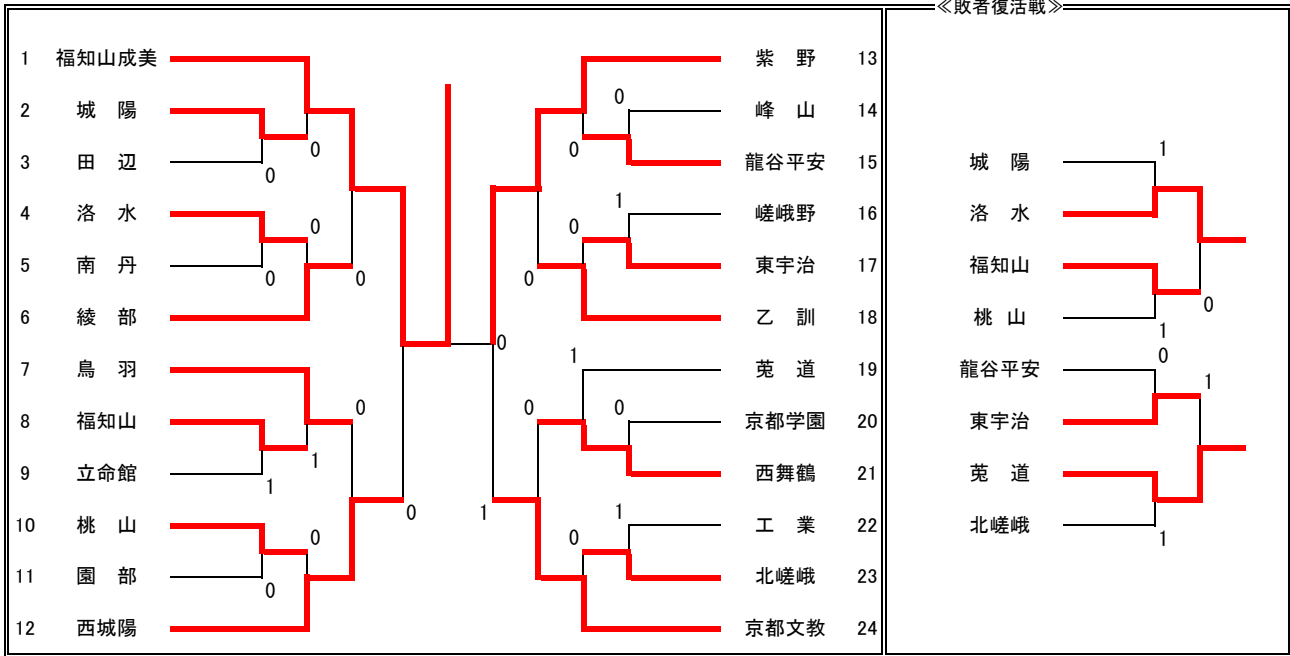 ≪敗者復活戦≫
1 福知山成美
2 城 陽
0
3 田 辺
0
4 洛 水
0
5 南 丹
0
0
6 綾 部
7 鳥 羽
0
8 福知山
1
9 立命館
1
0
10 桃 山
0
11 園 部
0
12 西城陽
紫 野 13
0
峰 山 14
0
龍谷平安 15
1
嵯峨野 16
0
東宇治 17
0
乙 訓 18
0
1
莵 道 19
0
0
京都学園 20
西舞鶴 21
1
1
工 業 22
0
北嵯峨 23
京都文教 24
1
城 陽
洛 水
福知山
0
桃 山
1
0
龍谷平安
1
東宇治
莵 道
北嵯峨
1